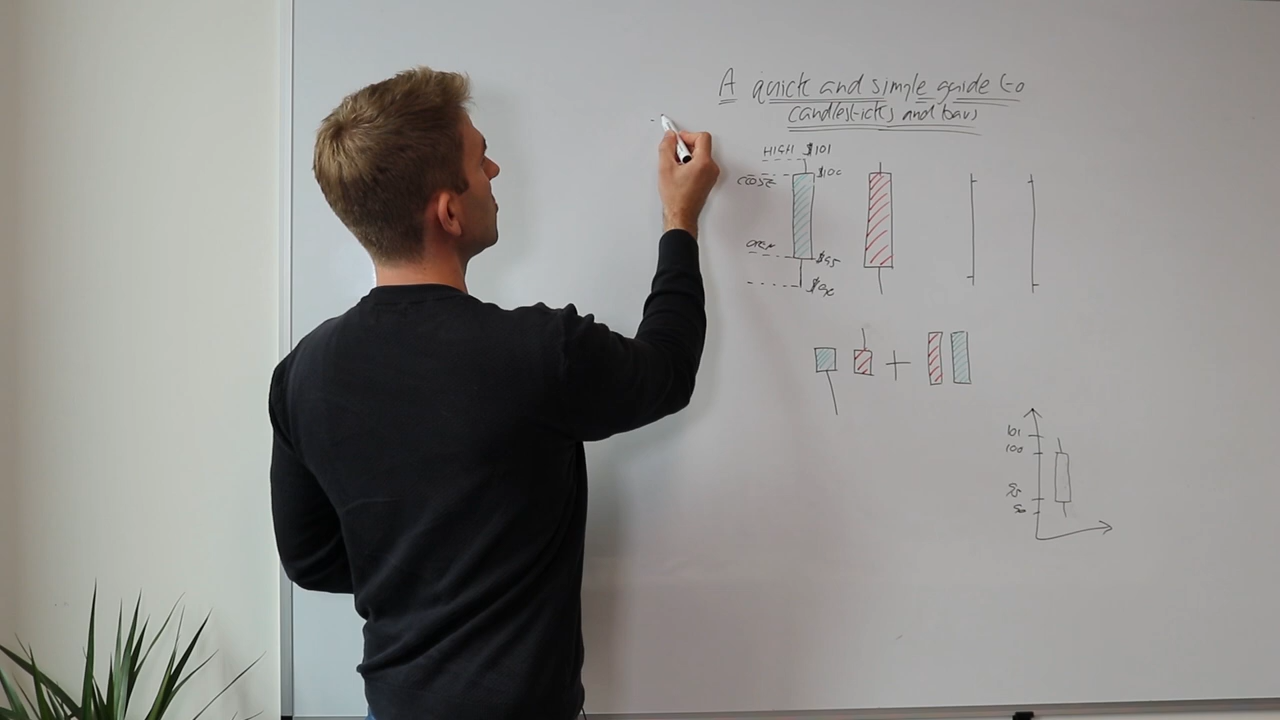 A quick and simple guide to
candlesticks and bars
HIGH $101
CLOSE $100
OPEN $95
$90
101
100
95
90